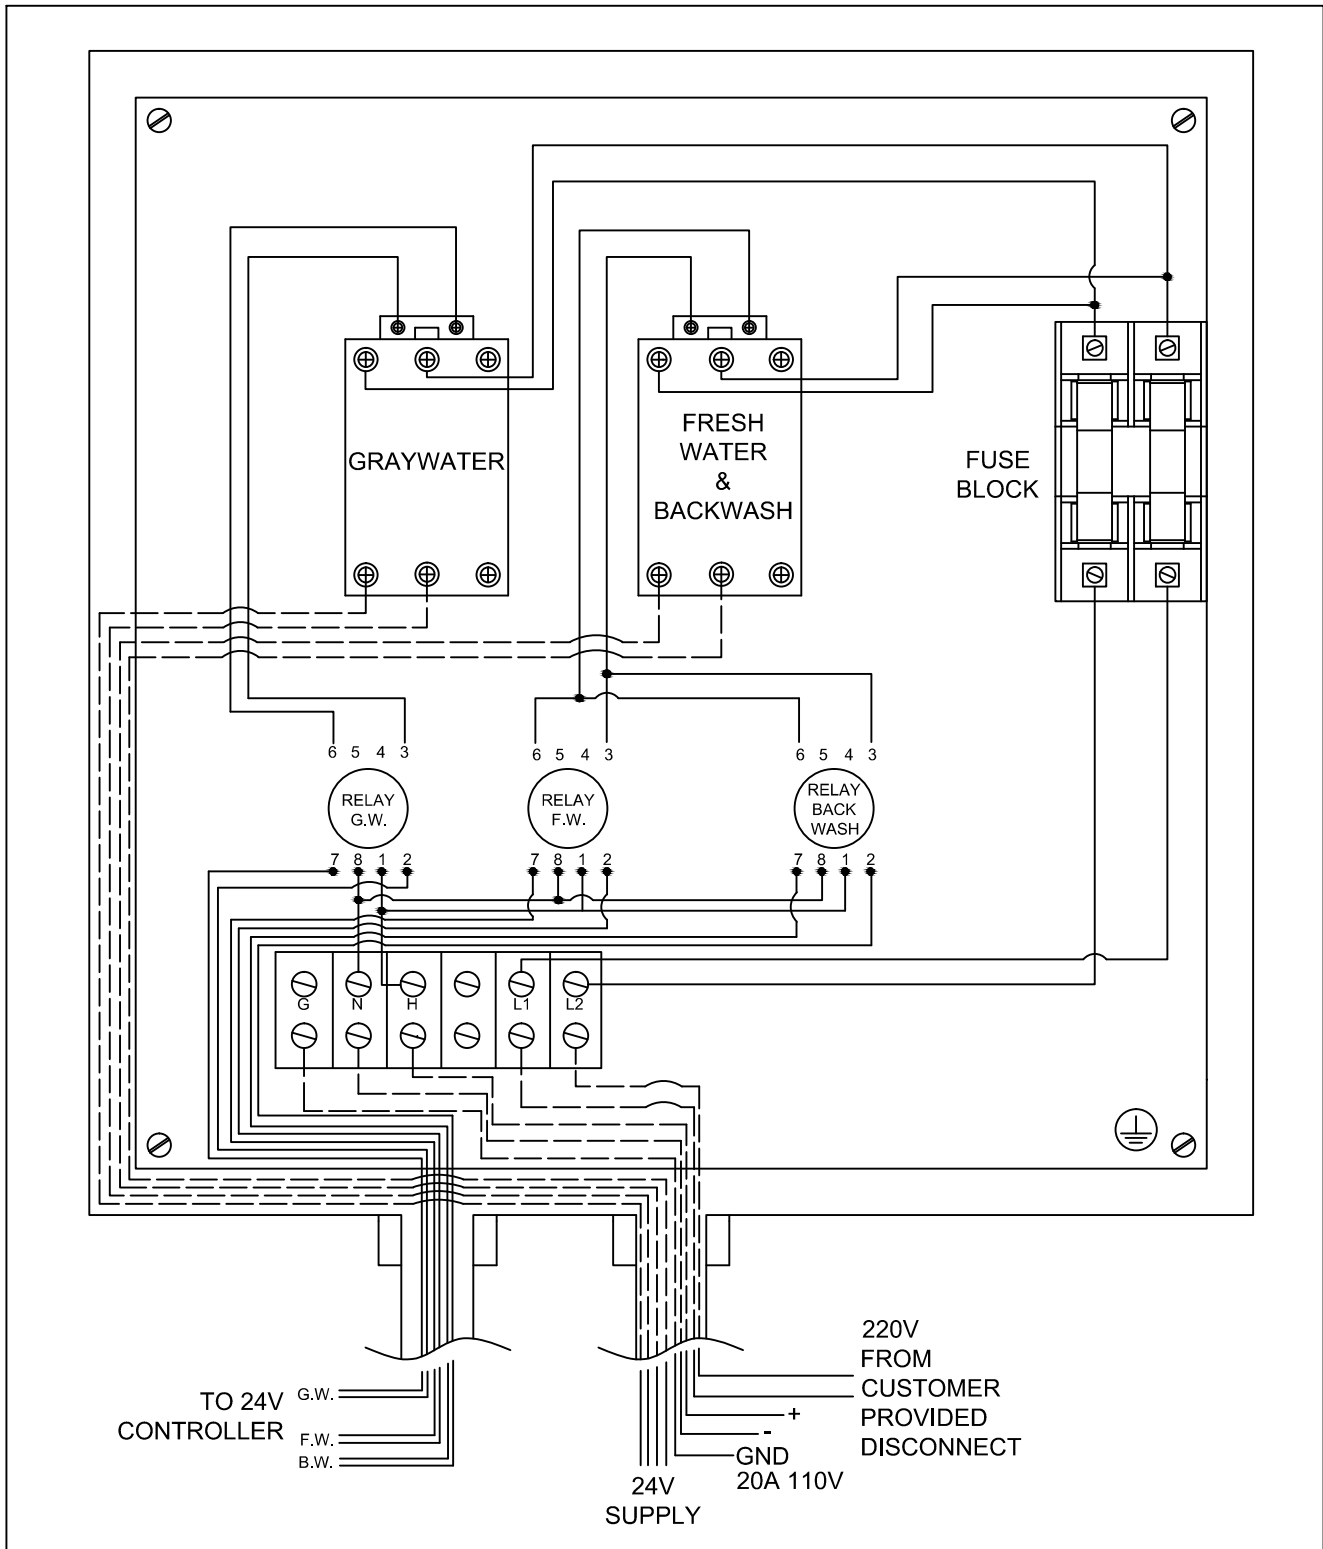 GRAYWATER
FRESH
WATER
&
BACKWASH
FUSE
BLOCK
6 5 4 3
6 5 4 3
6 5 4 3
RELAY
G.W.
RELAY
F.W.
RELAY
BACK
WASH
7 8 1 2
7 8 1 2
7 8 1 2
G N H L1 L2
TO 24V
CONTROLLER
G.W.
F.W.
B.W.
24V
SUPPLY
+
-
GND
20A 110V
220V
FROM
CUSTOMER
PROVIDED
DISCONNECT